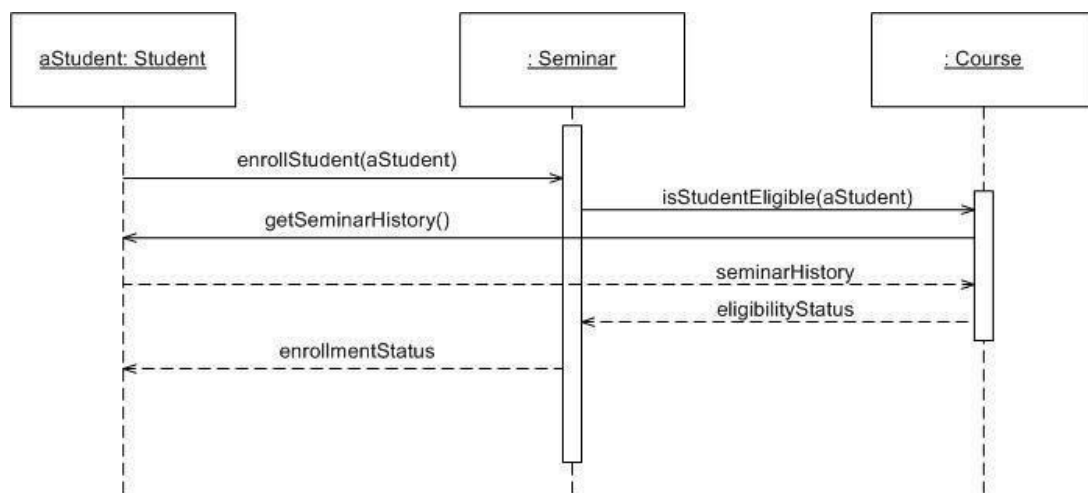 aStudent: Student
: Seminar
: Course
enrollStudent(aStudent)
isStudentEligible(aStudent)
getSeminarHistory()
seminarHistory
eligibilityStatus
enrollmentStatus